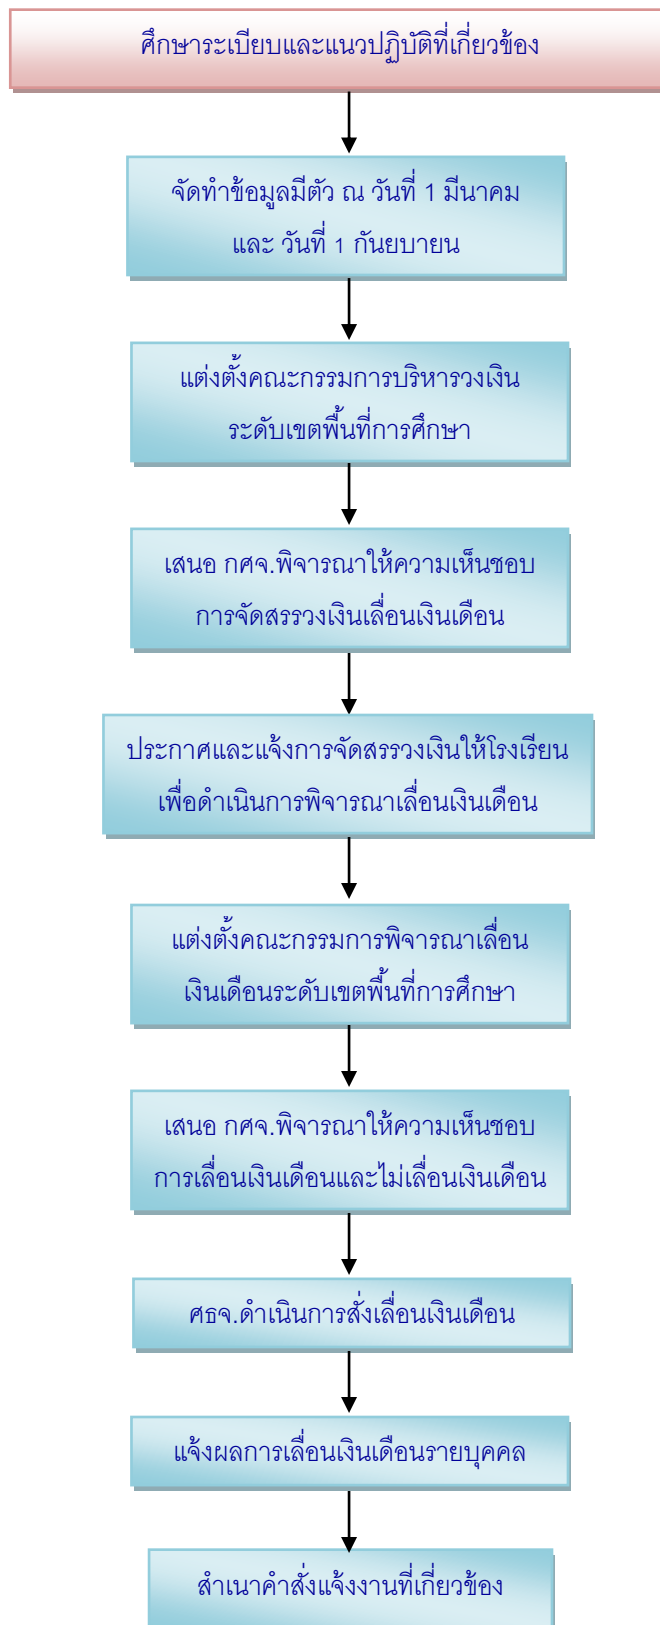 ศึกษาระเบียบและแนวปฏิบัติที่เกี่ยวข้อง
จัดทำข้อมูลมีตัว ณ วันที่ 1 มีนาคม
และ วันที่ 1 กันยบายน
แต่งตั้งคณะกรรมการบริหารวงเงิน
ระดับเขตพื้นที่การศึกษา
เสนอ กศจ.พิจารณาให้ความเห็นชอบ
การจัดสรรวงเงินเลื่อนเงินเดือน
ประกาศและแจ้งการจัดสรรวงเงินให้โรงเรียน
เพื่อดำเนินการพิจารณาเลื่อนเงินเดือน
แต่งตั้งคณะกรรมการพิจารณาเลื่อน
เงินเดือนระดับเขตพื้นที่การศึกษา
เสนอ กศจ.พิจารณาให้ความเห็นชอบ
การเลื่อนเงินเดือนและไม่เลื่อนเงินเดือน
ศธจ.ดำเนินการสั่งเลื่อนเงินเดือน
แจ้งผลการเลื่อนเงินเดือนรายบุคคล
สำเนาคำสั่งแจ้งงานที่เกี่ยวข้อง